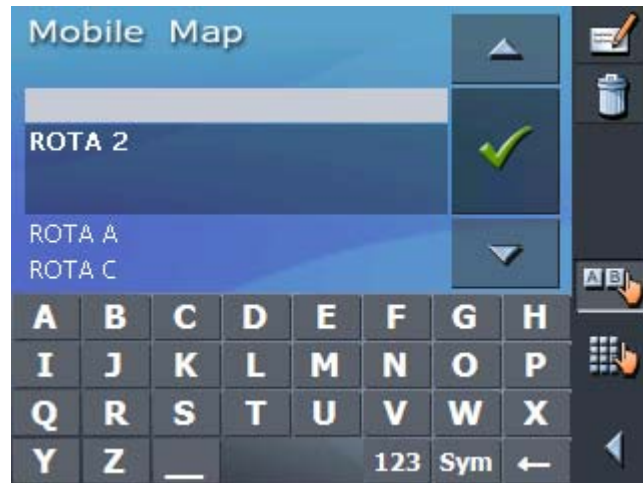 Mobile Map
ROTA 2
ROTA A
ROTA C
A B
A B C D E F G H
I J K L M N O P
Q R S T U V W X
Y Z _ 123 Sym ←